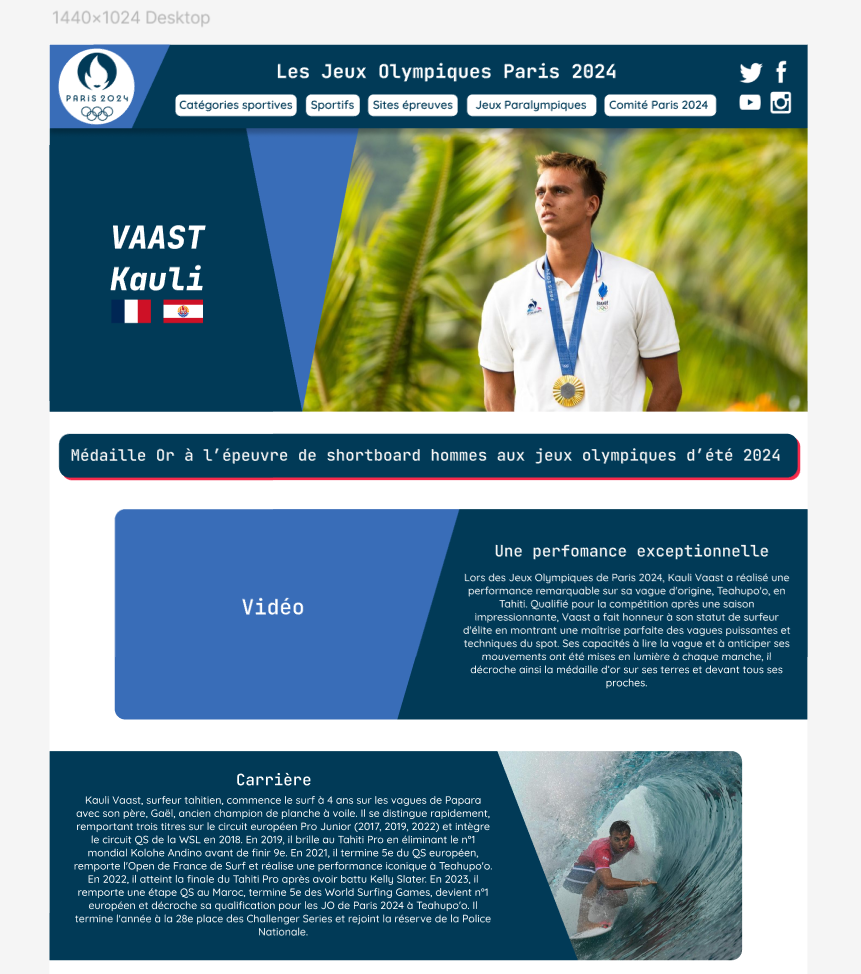 1440×1024 Desktop
Les Jeux Olympiques Paris 2024
PARIS 2024
Catégories sportives
Sportifs
Sites épreuves
Jeux Paralympiques
Comité Paris 2024
VAAST
Kauli
Médaille Or à l’épeuvre de shortboard hommes aux jeux olympiques d’été 2024
Vidéo
Une perfomance exceptionnelle
Lors des Jeux Olympiques de Paris 2024, Kauli Vaast a réalisé une
performance remarquable sur sa vague d'origine, Teahupo'o, en
Tahiti. Qualifié pour la compétition après une saison
impressionnante, Vaast a fait honneur à son statut de surfeur
d'élite en montrant une maîtrise parfaite des vagues puissantes et
techniques du spot. Ses capacités à lire la vague et à anticiper ses
mouvements ont été mises en lumière à chaque manche, il
décroche ainsi la médaille d'or sur ses terres et devant tous ses
proches.
Carrière
Kauli Vaast, surfeur tahitien, commence le surf à 4 ans sur les vagues de Papara
avec son père, Gaël, ancien champion de planche à voile. Il se distingue rapidement,
remportant trois titres sur le circuit européen Pro Junior (2017, 2019, 2022) et intègre
le circuit QS de la WSL en 2018. En 2019, il brille au Tahiti Pro en éliminant le n°1
mondial Kolohe Andino avant de finir 9e. En 2021, il termine 5e du QS européen,
remporte l'Open de France de Surf et réalise une performance iconique à Teahupo'o.
En 2022, il atteint la finale du Tahiti Pro après avoir battu Kelly Slater. En 2023, il
remporte une étape QS au Maroc, termine 5e des World Surfing Games, devient n°1
européen et décroche sa qualification pour les JO de Paris 2024 à Teahupo'o. Il
termine l'année à la 28e place des Challenger Series et rejoint la réserve de la Police
Nationale.